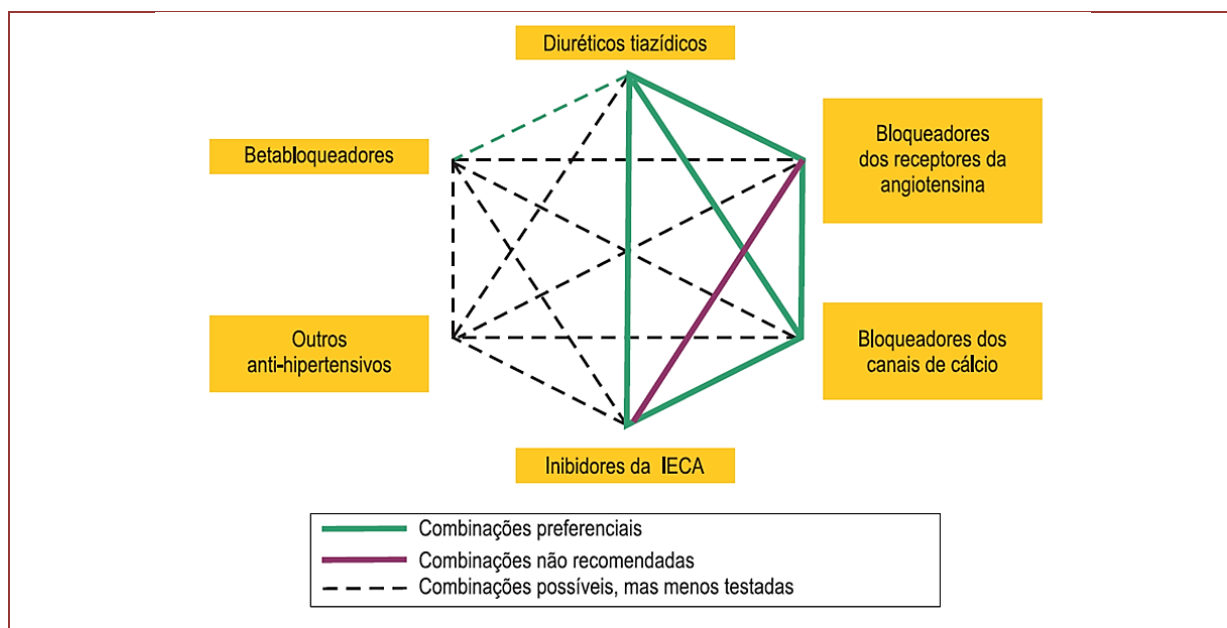 Diuréticos tiazídicos
Betabloqueadores
Bloqueadores
dos receptores da
angiotensina
Outros
anti-hipertensivos
Bloqueadores dos
canais de cálcio
Inibidores da IECA
Combinações preferenciais
Combinações não recomendadas
Combinações possíveis, mas menos testadas